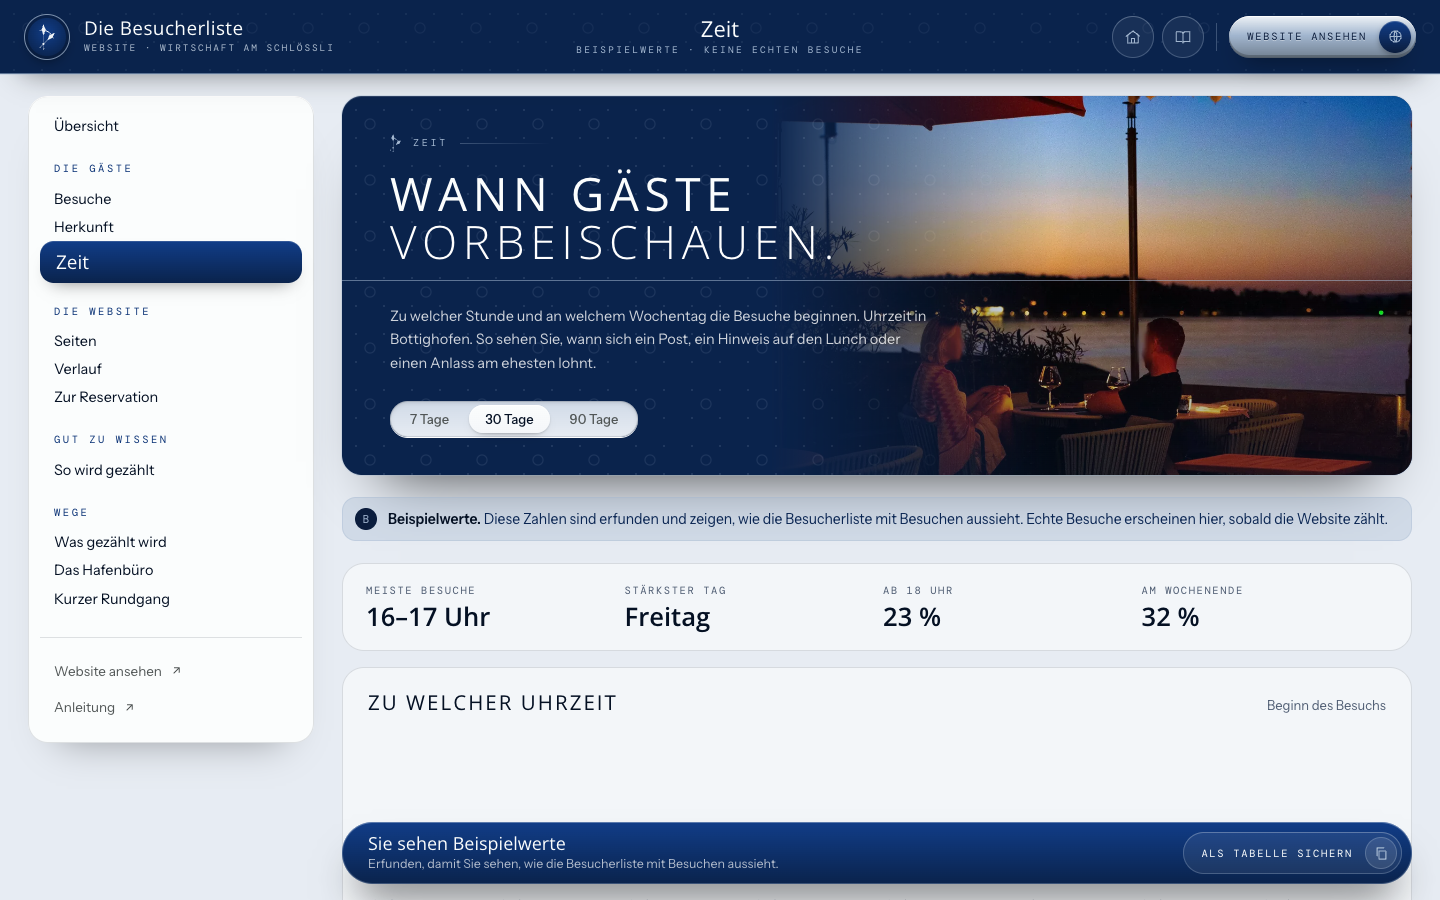 Die Besucherliste
WEBSITE · WIRTSCHAFT AM SCHLÖSSLI
Zeit
BEISPIELWERTE · KEINE ECHTEN BESUCHE
WEBSITE ANSEHEN
Übersicht
DIE GÄSTE
Besuche
Herkunft
Zeit
DIE WEBSITE
Seiten
Verlauf
Zur Reservation
GUT ZU WISSEN
So wird gezählt
WEGE
Was gezählt wird
Das Hafenbüro
Kurzer Rundgang
Website ansehen
Anleitung
ZEIT
WANN GÄSTE
VORBEISCHAUEN.
Zu welcher Stunde und an welchem Wochentag die Besuche beginnen. Uhrzeit in
Bottighofen. So sehen Sie, wann sich ein Post, ein Hinweis auf den Lunch oder
einen Anlass am ehesten lohnt.
7 Tage 30 Tage 90 Tage
B Beispielwerte. Diese Zahlen sind erfunden und zeigen, wie die Besucherliste mit Besuchen aussieht. Echte Besuche erscheinen hier, sobald die Website zählt.
MEISTE BESUCHE
16–17 Uhr
STÄRKSTER TAG
Freitag
AB 18 UHR
23 %
AM WOCHENENDE
32 %
ZU WELCHER UHRZEIT
Beginn des Besuchs
Sie sehen Beispielwerte
Erfunden, damit Sie sehen, wie die Besucherliste mit Besuchen aussieht.
ALS TABELLE SICHERN